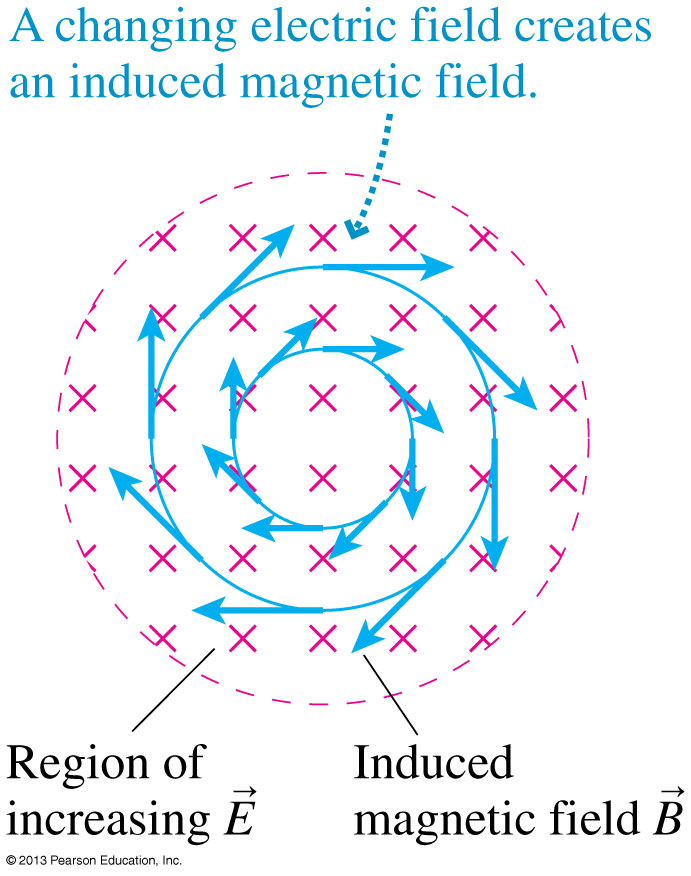 A changing electric field creates
an induced magnetic field.
Region of
increasing E⃗
Induced
magnetic field B⃗
© 2013 Pearson Education, Inc.